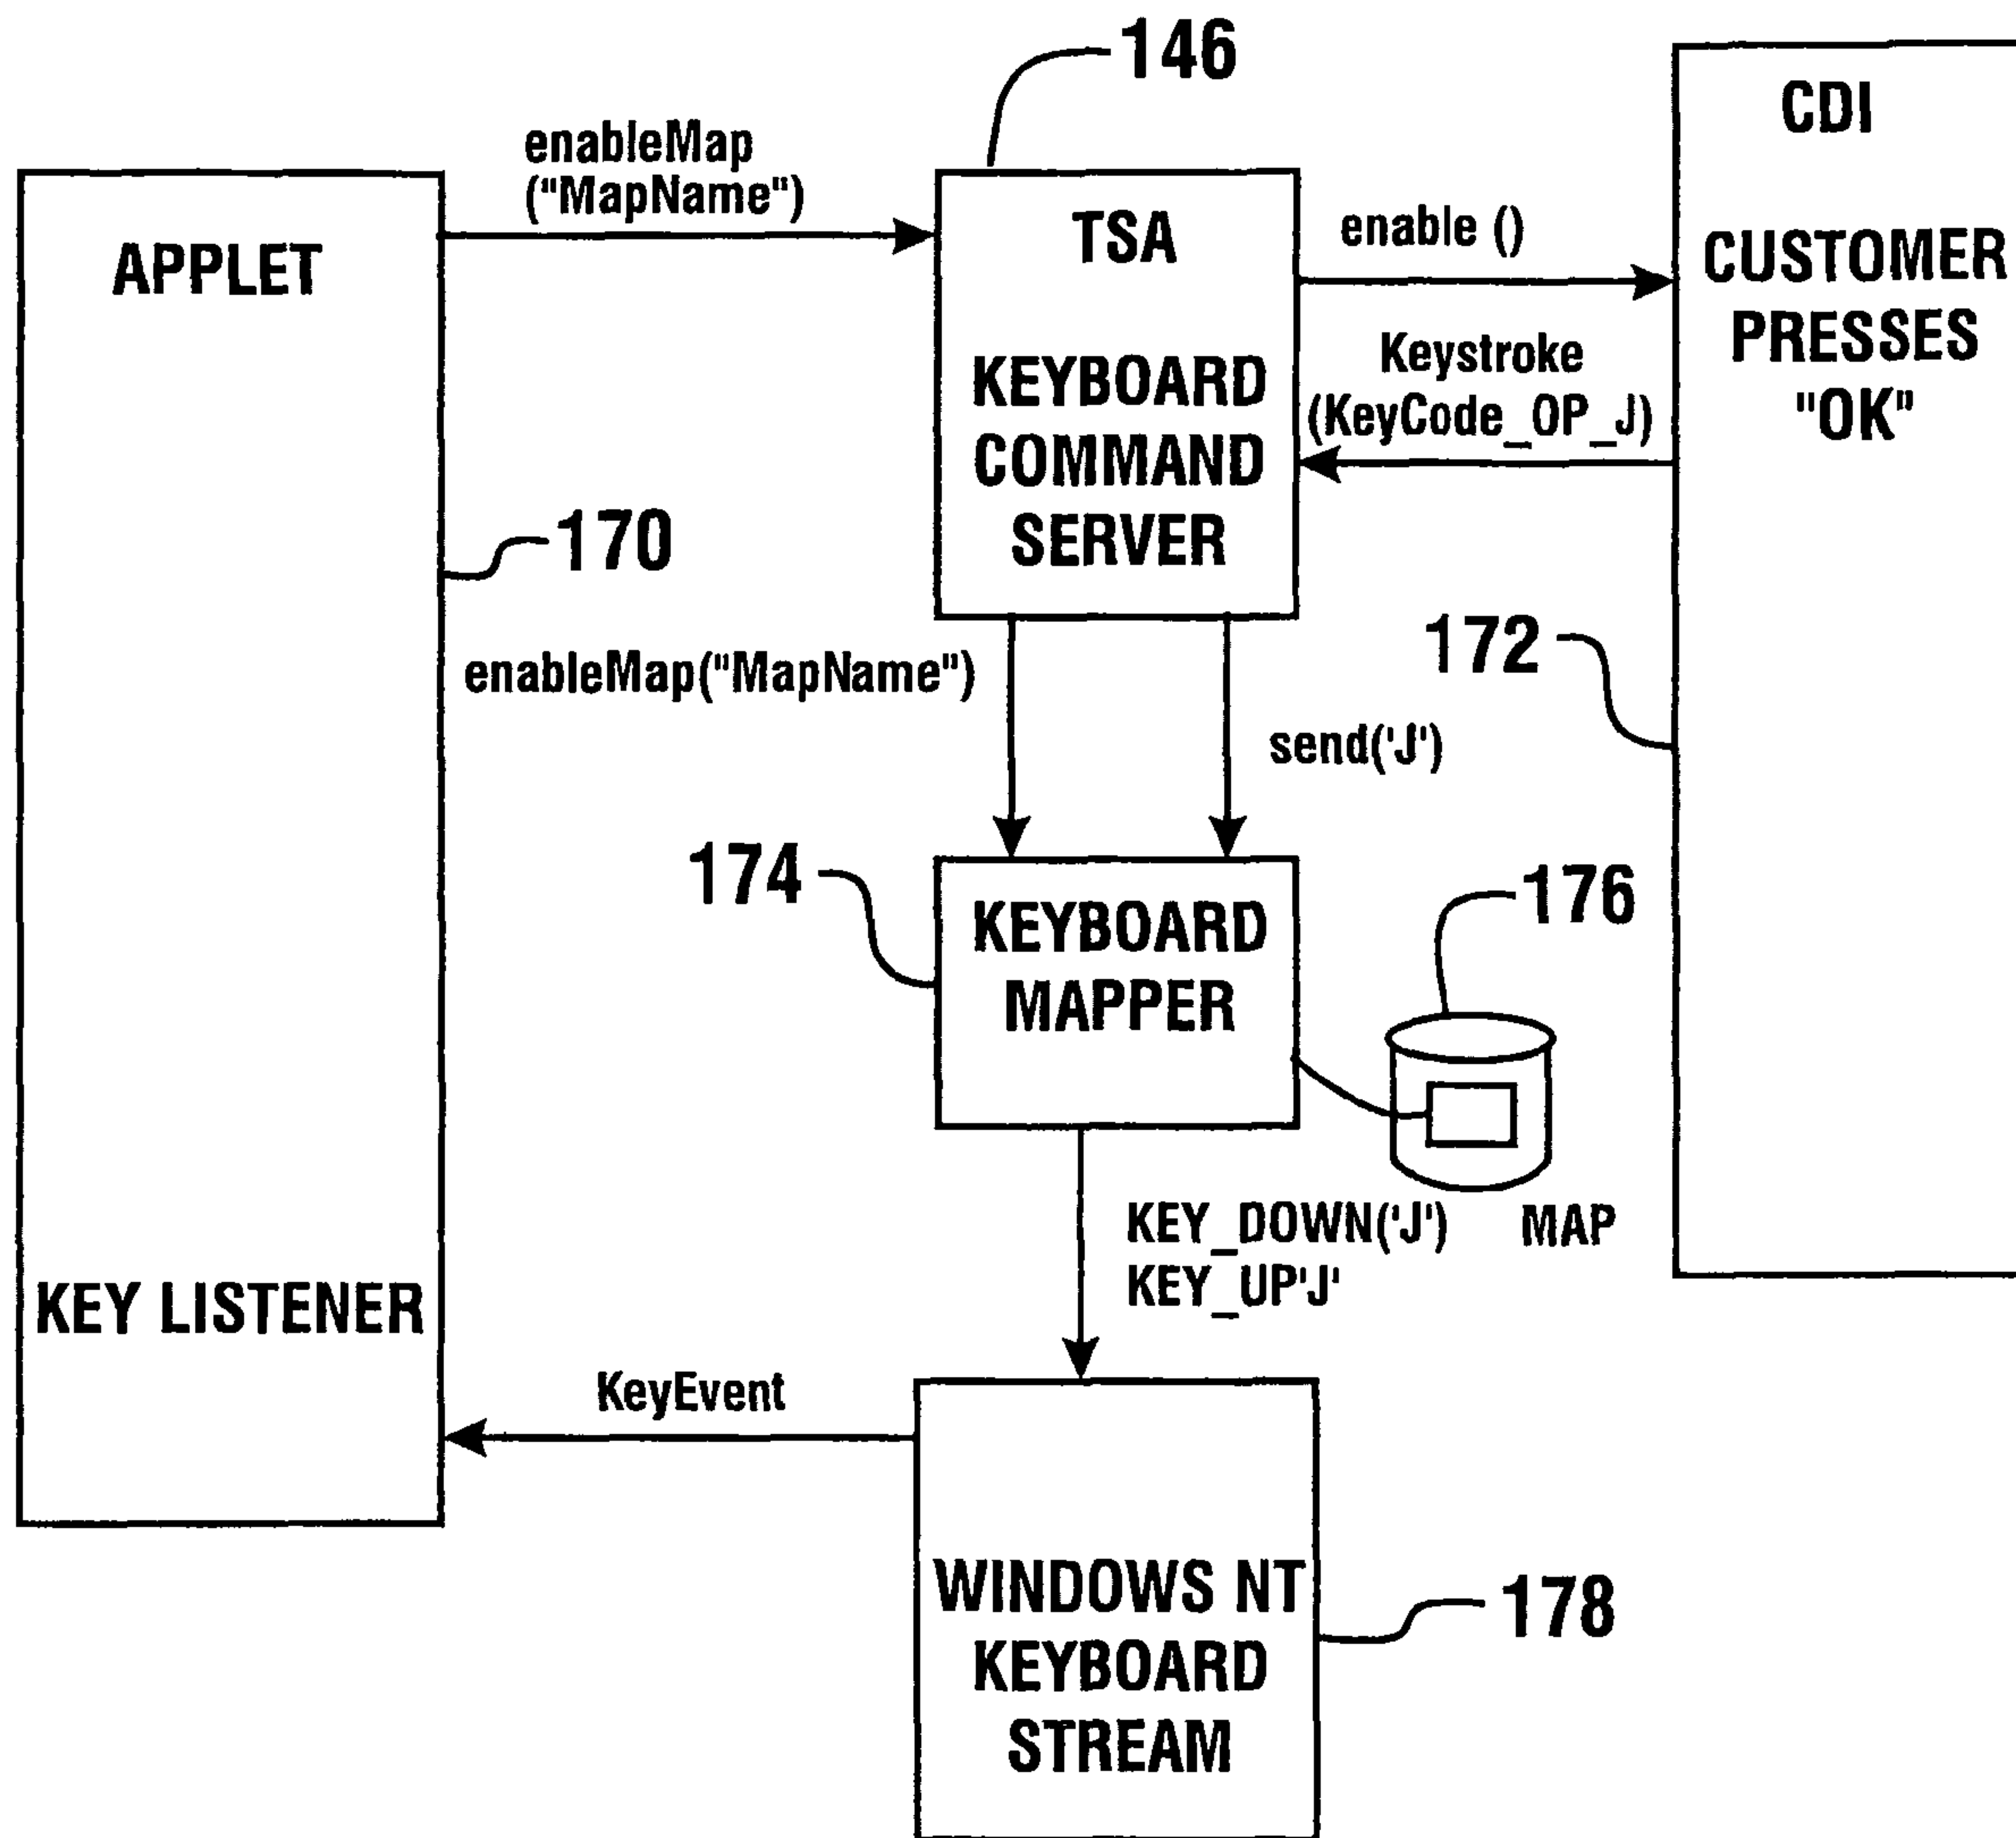 146
CDI
enableMap
("MapName")
APPLET
TSA
enable ()
CUSTOMER
PRESSES
"OK"
KEYBOARD
COMMAND
SERVER
Keystroke
(KeyCode_OP_J)
170
172
enableMap("MapName")
send('J')
174
KEYBOARD
MAPPER
176
KEY_DOWN('J')
KEY_UP'J'
MAP
KEY LISTENER
KeyEvent
WINDOWS NT
KEYBOARD
STREAM
178